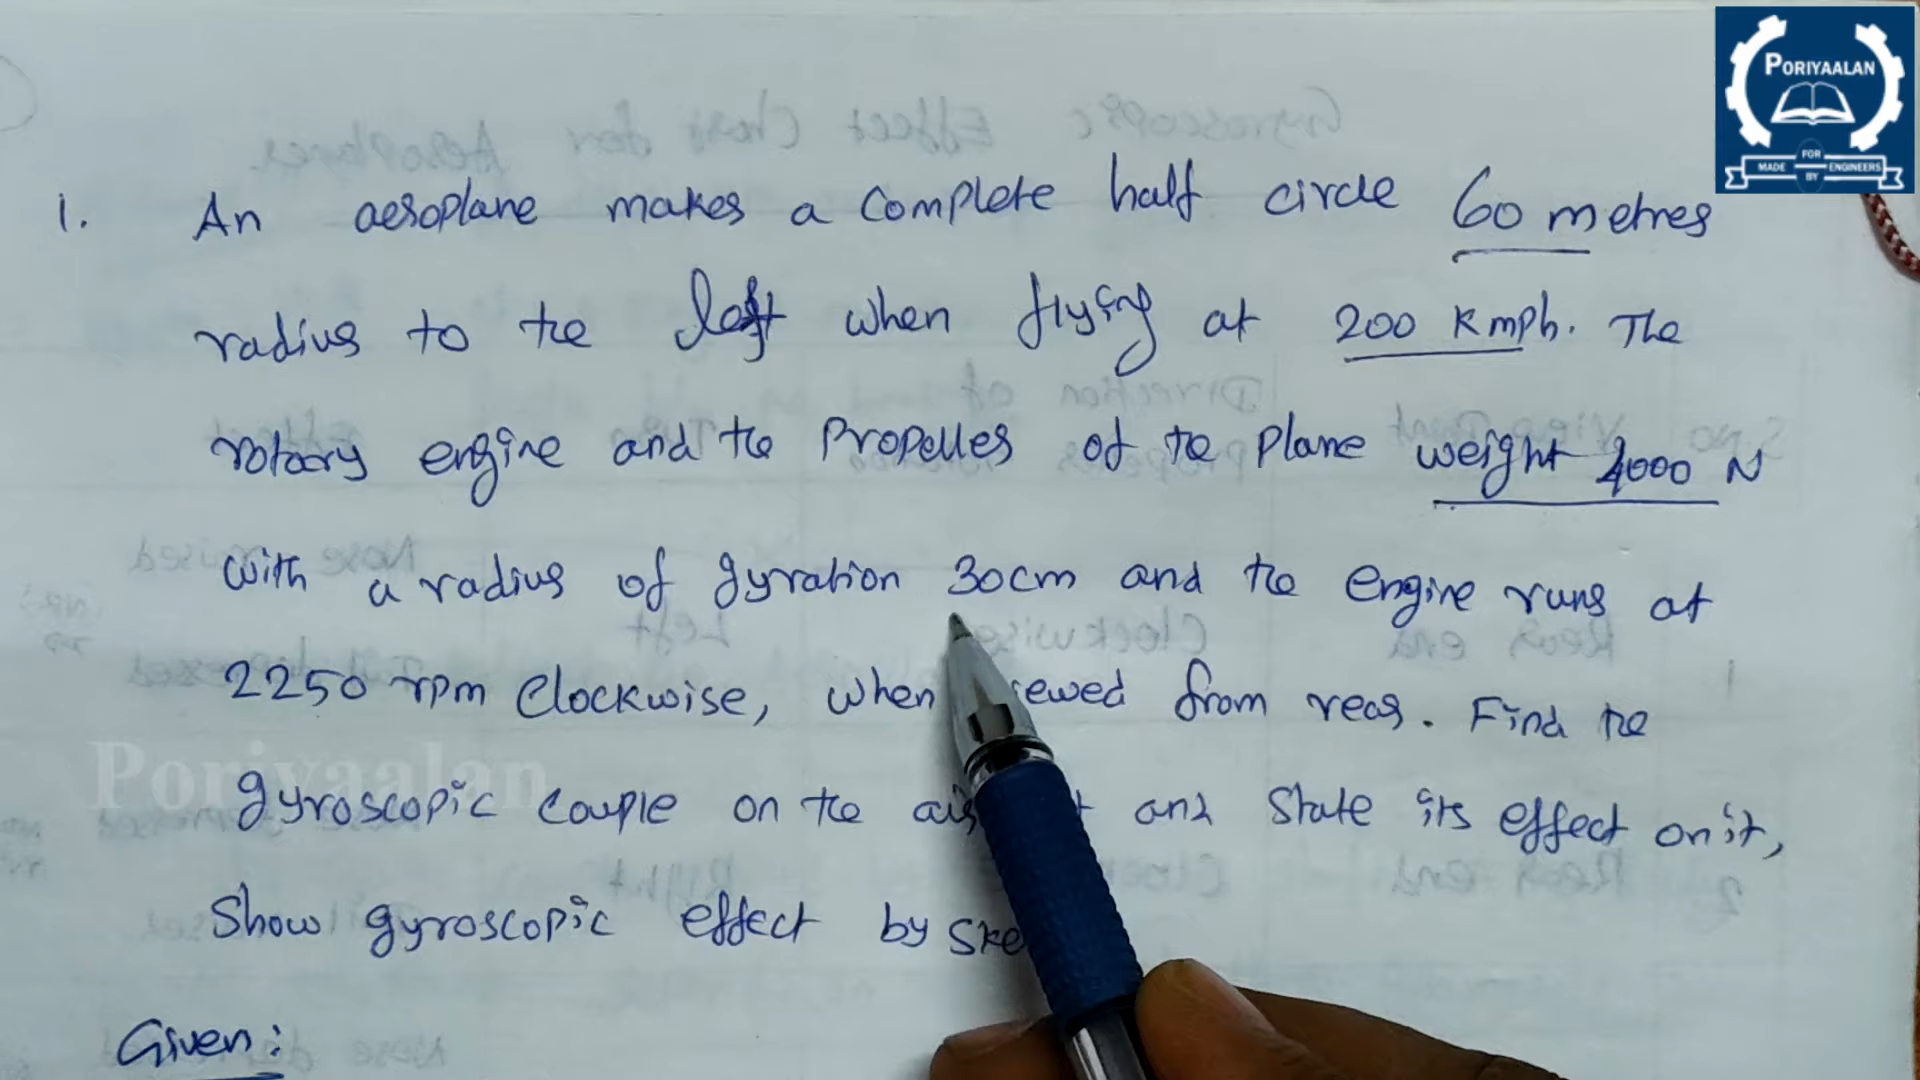 PORIYAALAN
MADE FOR ENGINEERS BY
1. An aeroplane makes a complete half circle 60 metres
radius to the left when flying at 200 Kmph. The
rotary engine and the Propeller of the plane weight 4000 N
with a radius of gyration 30cm and the engine runs at
2250 rpm Clockwise, when viewed from rear. Find the
gyroscopic couple on the and state its effect on it,
Show gyroscopic effect by
Poriyaalan
Given: